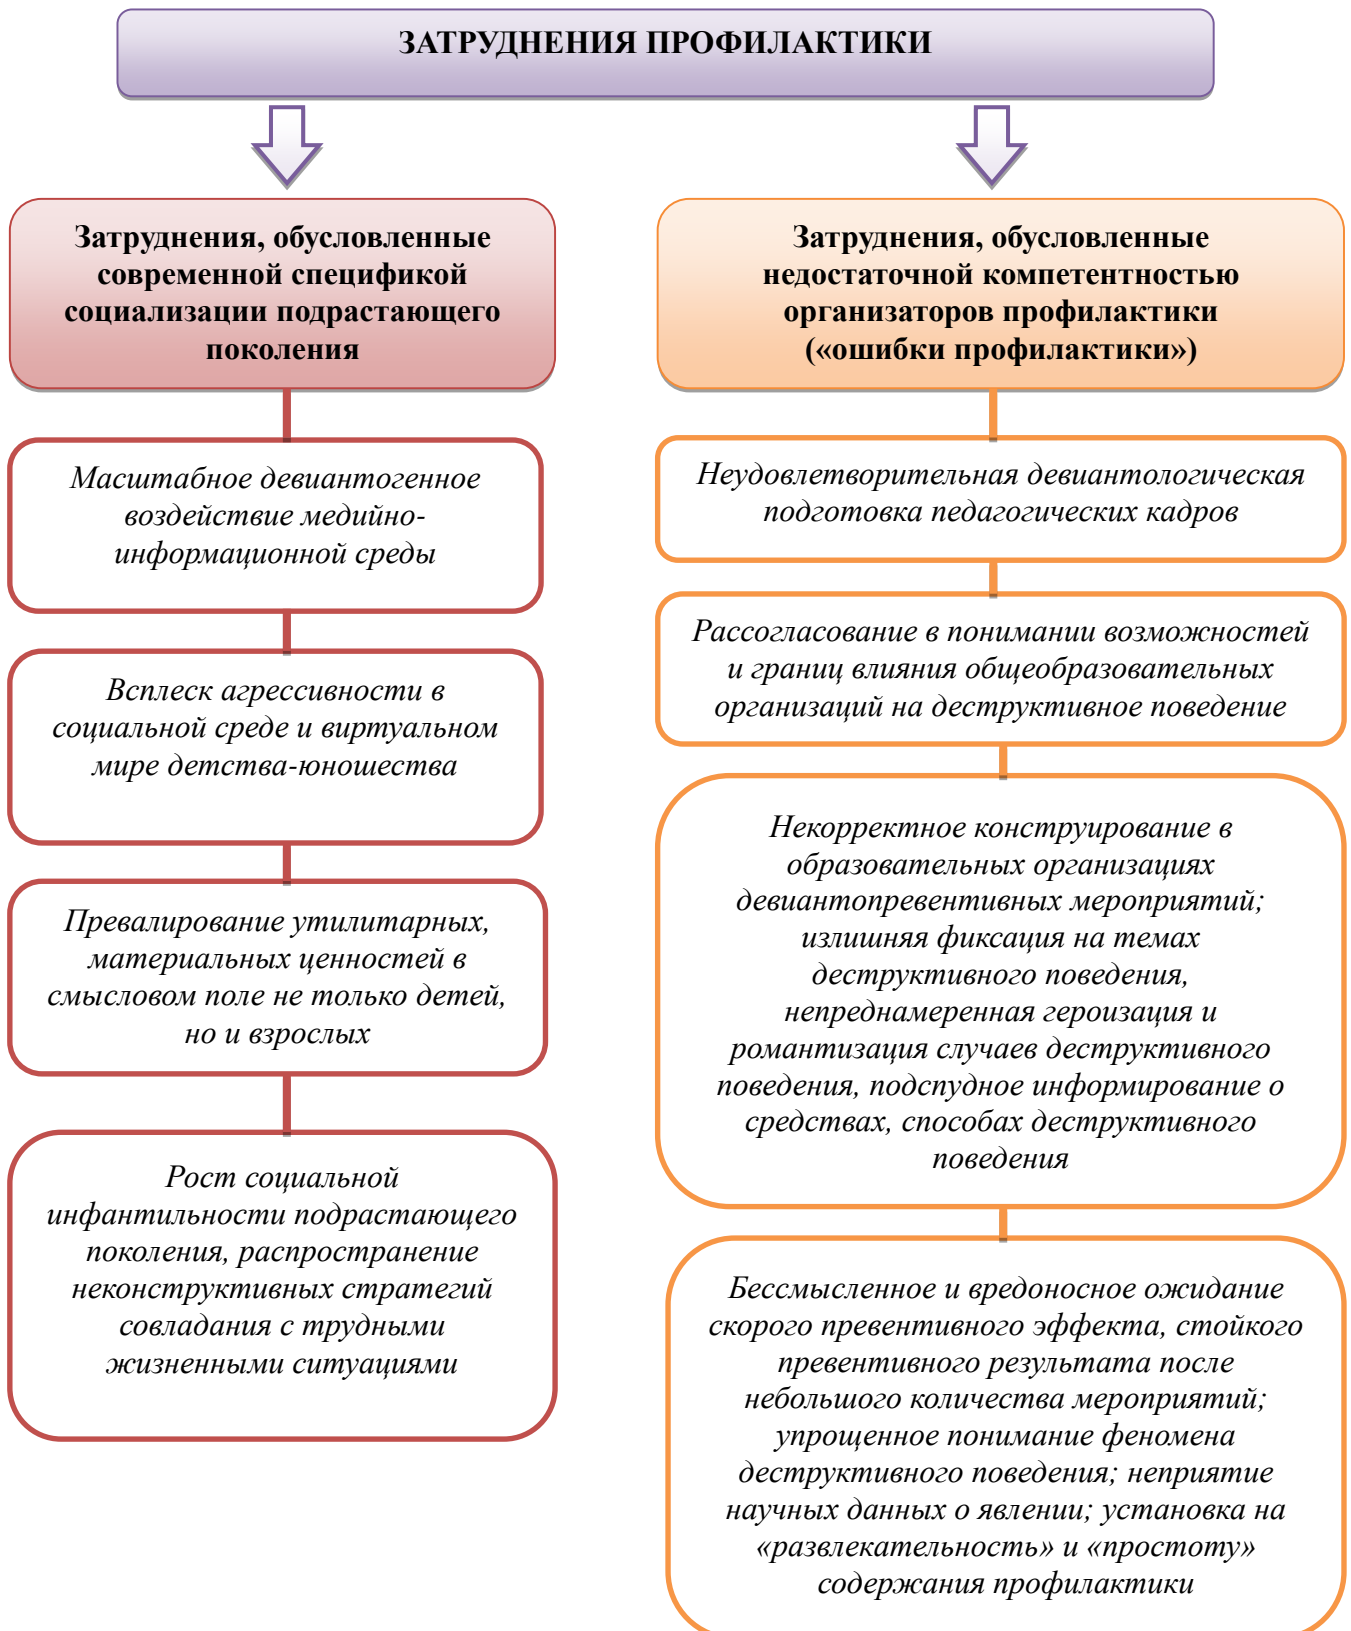 ЗАТРУДНЕНИЯ ПРОФИЛАКТИКИ
Затруднения, обусловленные
современной спецификой
социализации подрастающего
поколения
Масштабное девиантогенное
воздействие медийно-
информационной среды
Всплеск агрессивности в
социальной среде и виртуальном
мире детства-юношества
Превалирование утилитарных,
материальных ценностей в
смысловом поле не только детей,
но и взрослых
Рост социальной
инфантильности подрастающего
поколения, распространение
неконструктивных стратегий
совладания с трудными
жизненными ситуациями
Затруднения, обусловленные
недостаточной компетентностью
организаторов профилактики
(«ошибки профилактики»)
Неудовлетворительная девиантологическая
подготовка педагогических кадров
Рассогласование в понимании возможностей
и границ влияния общеобразовательных
организаций на деструктивное поведение
Некорректное конструирование в
образовательных организациях
девиантопревентивных мероприятий;
излишняя фиксация на темах
деструктивного поведения,
непреднамеренная героизация и
романтизация случаев деструктивного
поведения, подспудное информирование о
средствах, способах деструктивного
поведения
Бессмысленное и вредоносное ожидание
скорого превентивного эффекта, стойкого
превентивного результата после
небольшого количества мероприятий;
упрощенное понимание феномена
деструктивного поведения; неприятие
научных данных о явлении; установка на
«развлекательность» и «простоту»
содержания профилактики